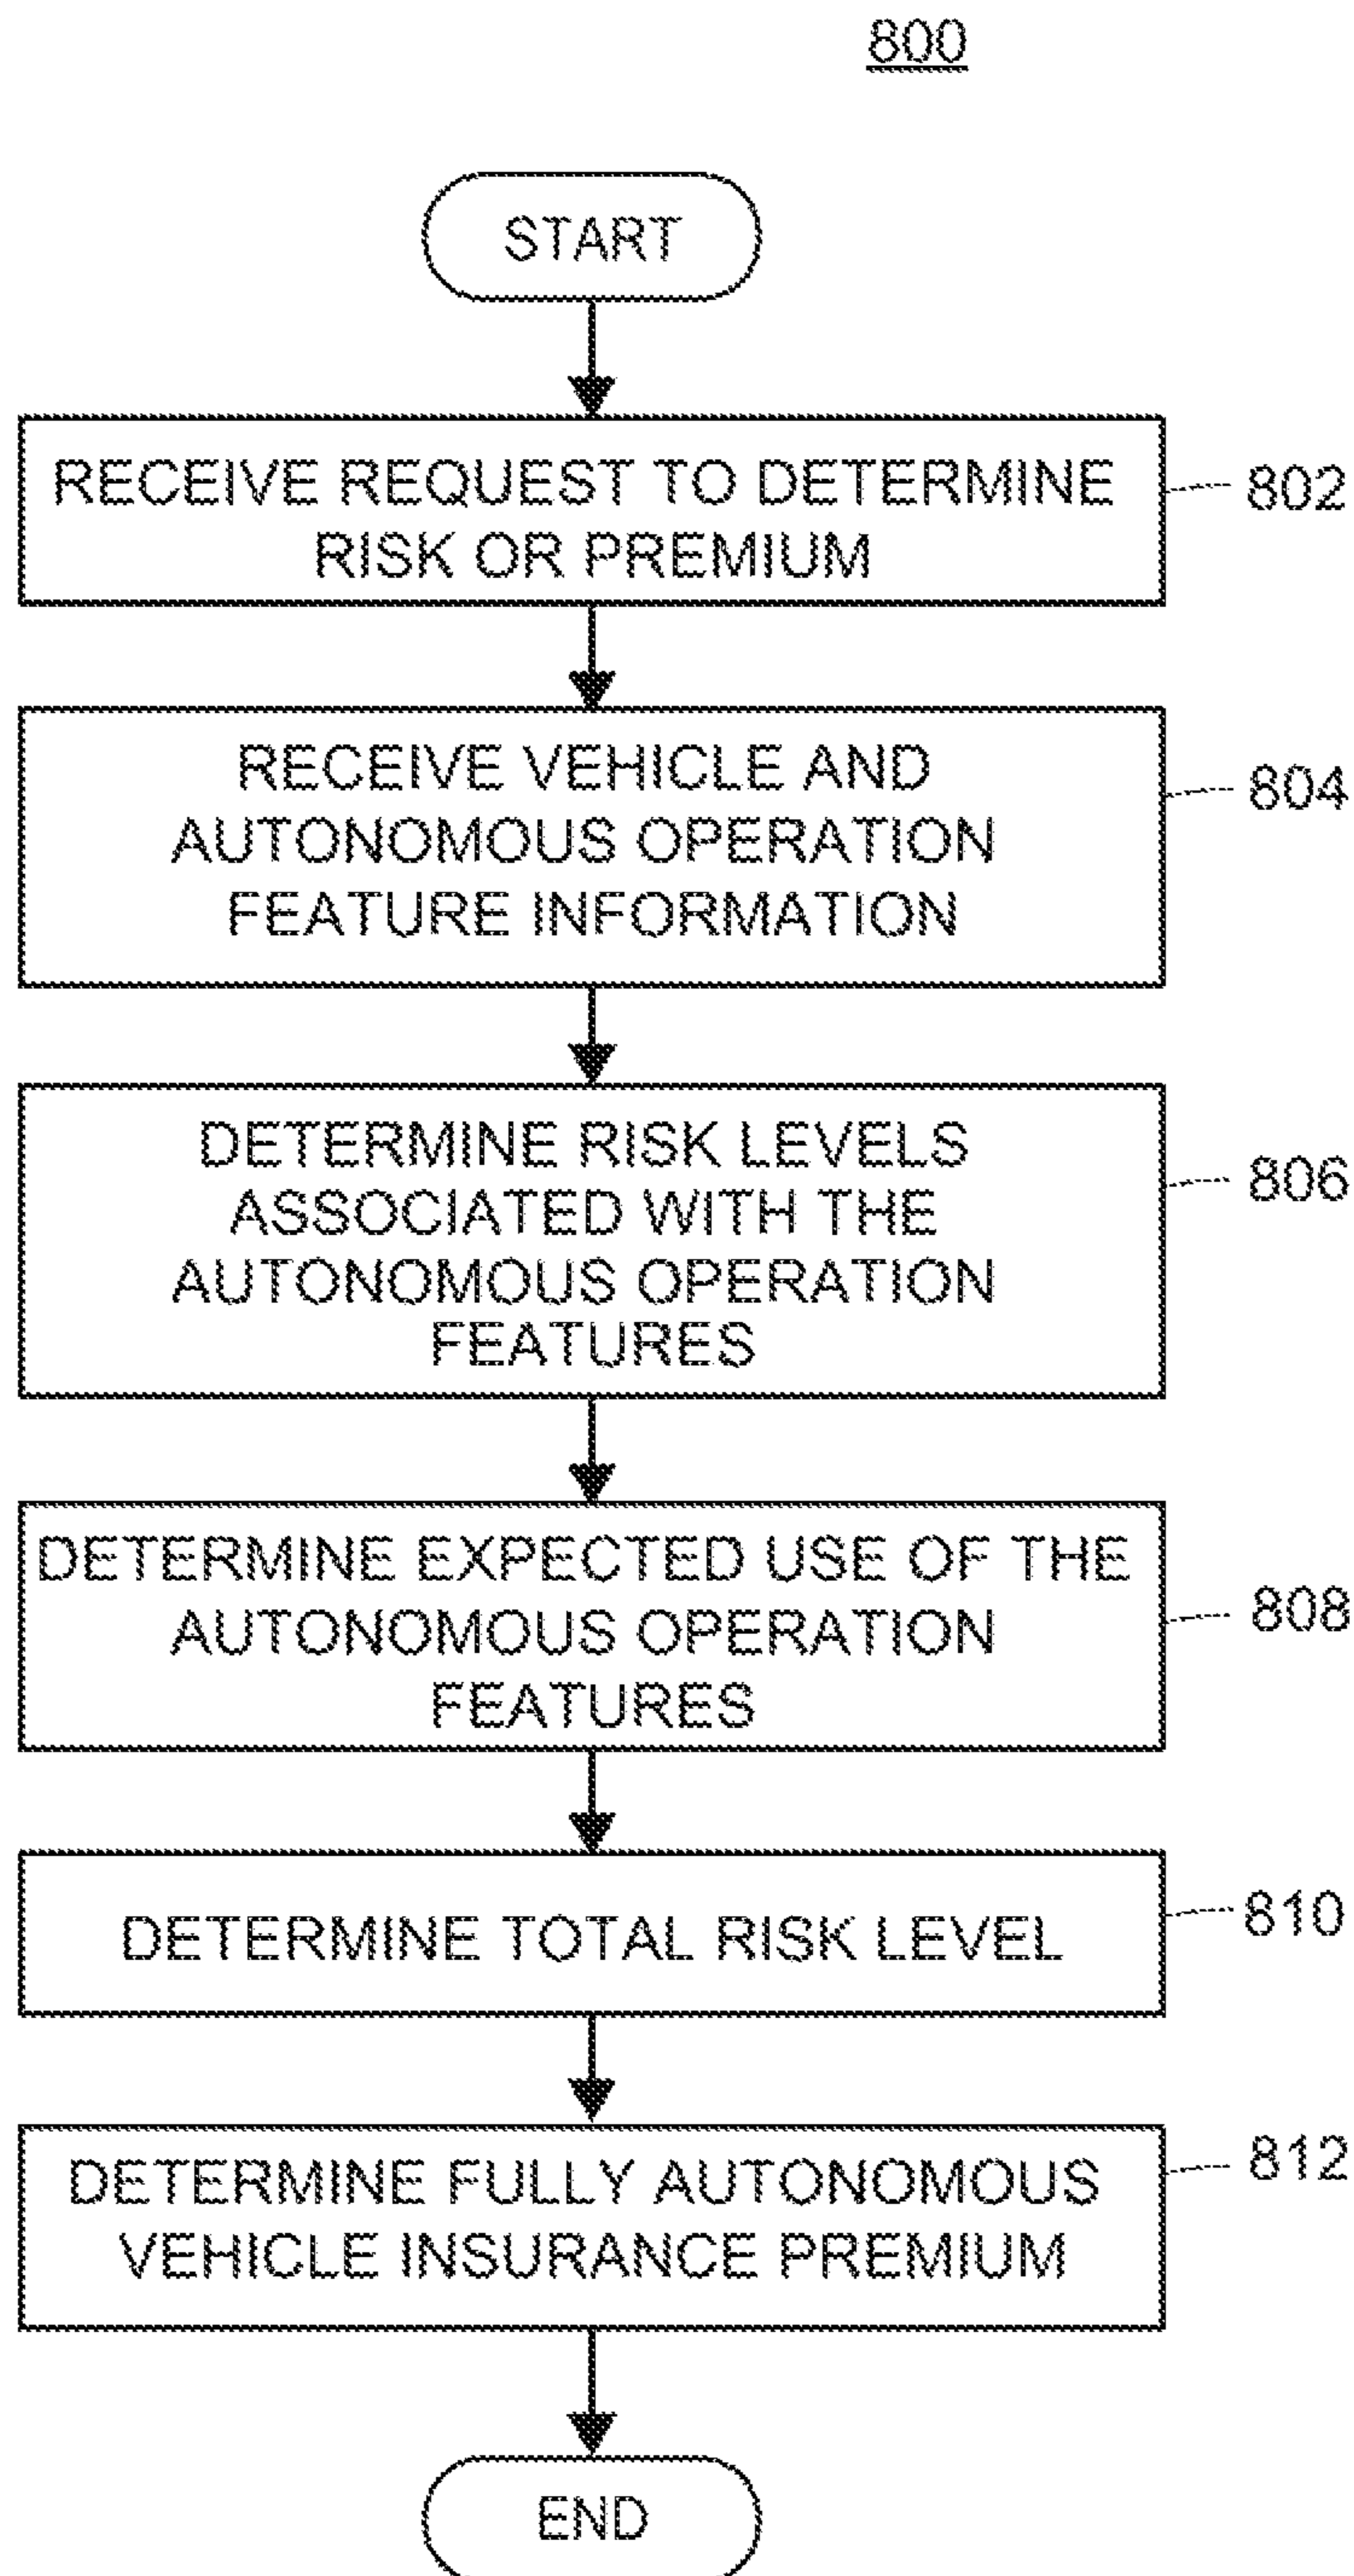 800
START
RECEIVE REQUEST TO DETERMINE
RISK OR PREMIUM
802
RECEIVE VEHICLE AND
AUTONOMOUS OPERATION
FEATURE INFORMATION
804
DETERMINE RISK LEVELS
ASSOCIATED WITH THE
AUTONOMOUS OPERATION
FEATURES
806
DETERMINE EXPECTED USE OF THE
AUTONOMOUS OPERATION
FEATURES
808
DETERMINE TOTAL RISK LEVEL
810
DETERMINE FULLY AUTONOMOUS
VEHICLE INSURANCE PREMIUM
812
END